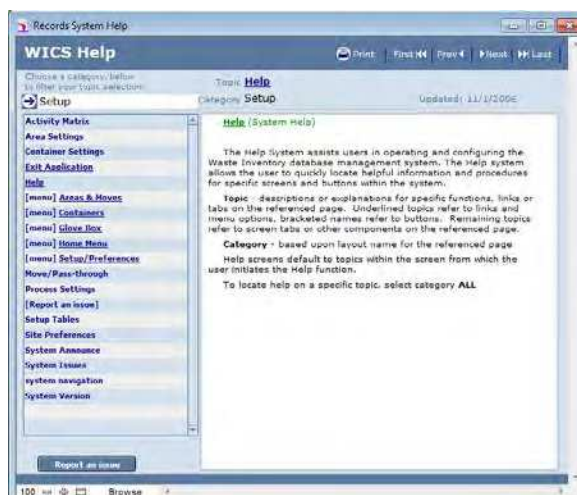 Records System Help
WICS Help
Print First Prev Next Last
Choose a category, below
to filter your topic selection
Setup
Topic Help
Category Setup
Updated: 11/1/2006
Activity Matrix
Area Settings
Container Settings
Exit Application
Help
[menu] Areas & Moves
[menu] Containers
[menu] Glove Box
[menu] Home Menu
[menu] Setup/Preferences
Move/Pass-through
Process Settings
[Report an issue]
Setup Tables
Site Preferences
System Announce
System Issues
system navigation
System Version
Report an issue
Help (System Help)
The Help System assists users in operating and configuring the
Waste Inventory database management system. The Help system
allows the user to quickly locate helpful information and procedures
for specific screens and buttons within the system.
Topic - descriptions or explanations for specific functions, links or
tabs on the referenced page. Underlined topics refer to links and
menu options, bracketed names refer to buttons. Remaining topics
refer to screen tabs or other components on the referenced page.
Category - based upon layout name for the referenced page
Help screens default to topics within the screen from which the
user initiates the Help function.
To locate help on a specific topic, select category ALL
100 Browse